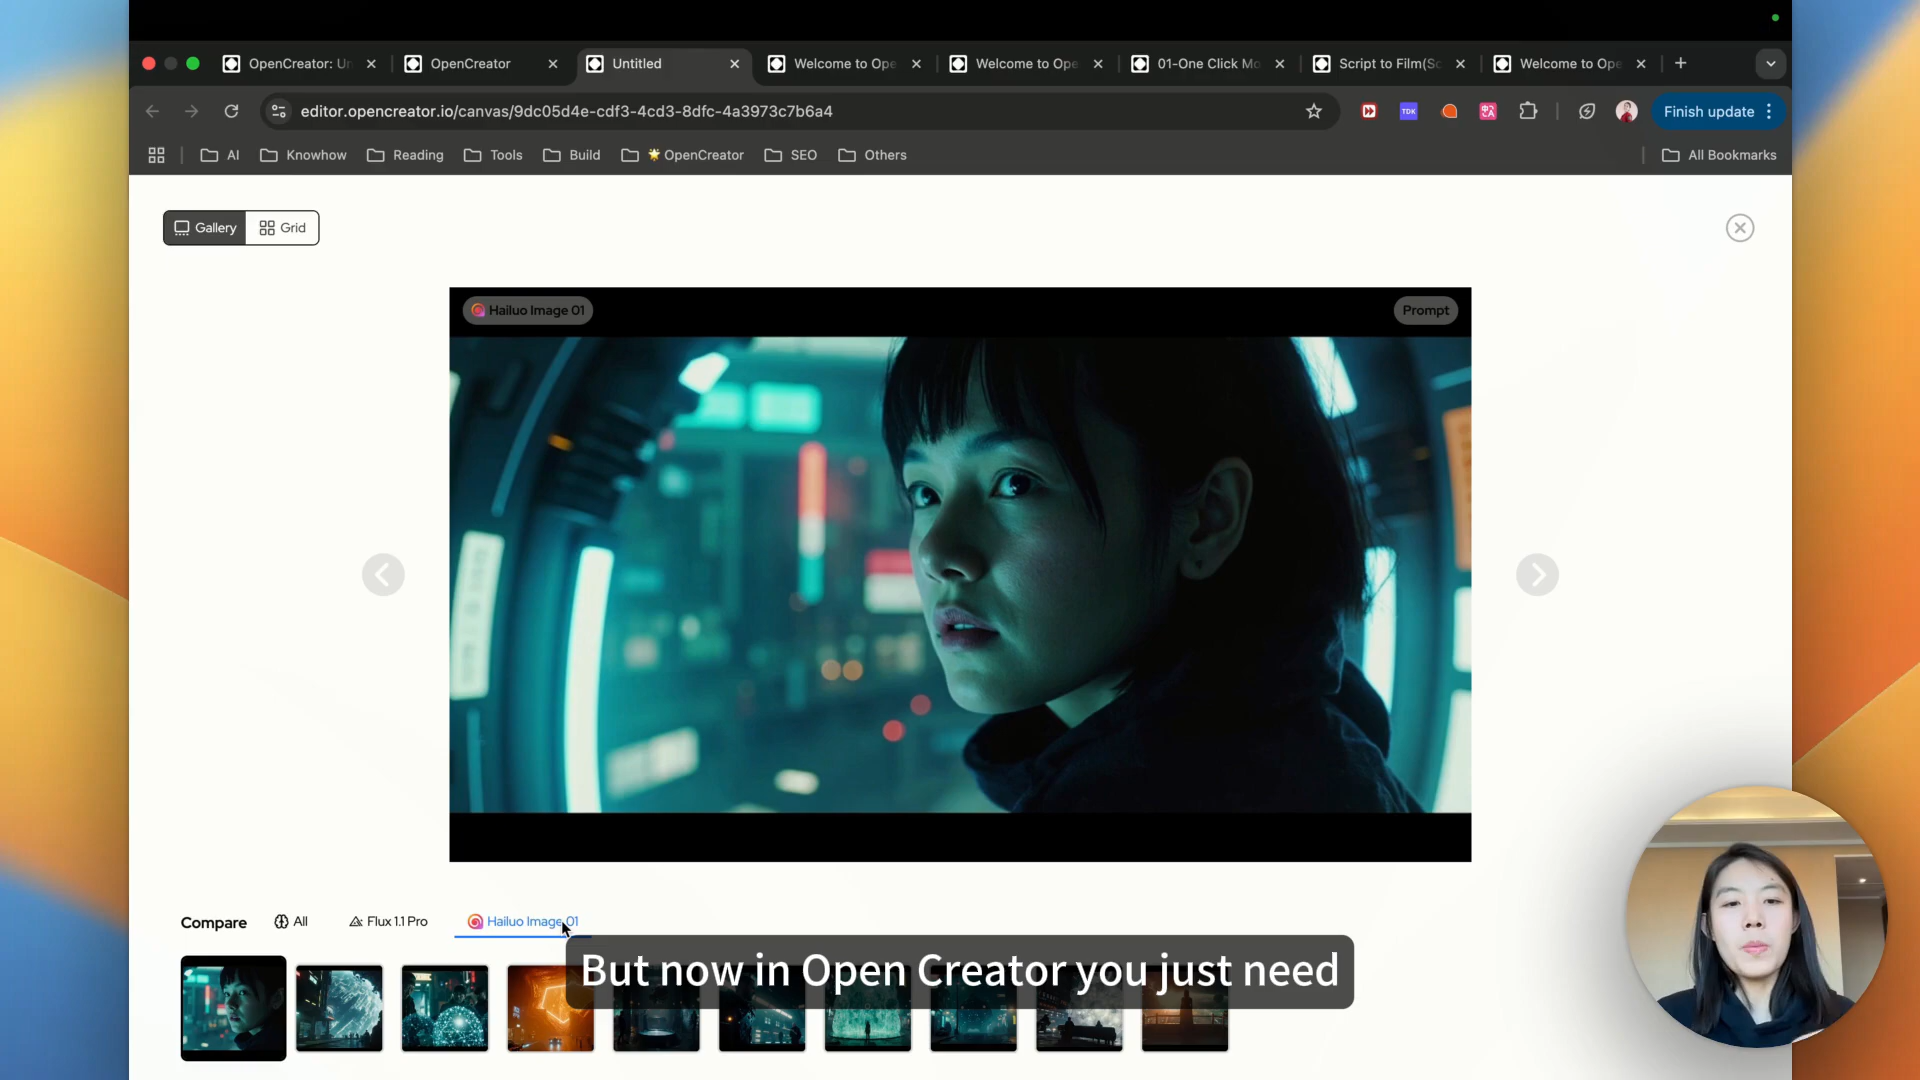 OpenCreator: Un
OpenCreator
Untitled
Welcome to Ope
Welcome to Ope
01-One Click Mo
Script to Film(Sc
Welcome to Ope
editor.opencreator.io/canvas/9dc05d4e-cdf3-4cd3-8dfc-4a3973c7b6a4
TDK
Finish update
AI
Knowhow
Reading
Tools
Build
OpenCreator
SEO
Others
All Bookmarks
Gallery
Grid
Hailuo Image 01
Prompt
Compare
All
Flux 1.1 Pro
Hailuo Image 01
But now in Open Creator you just need